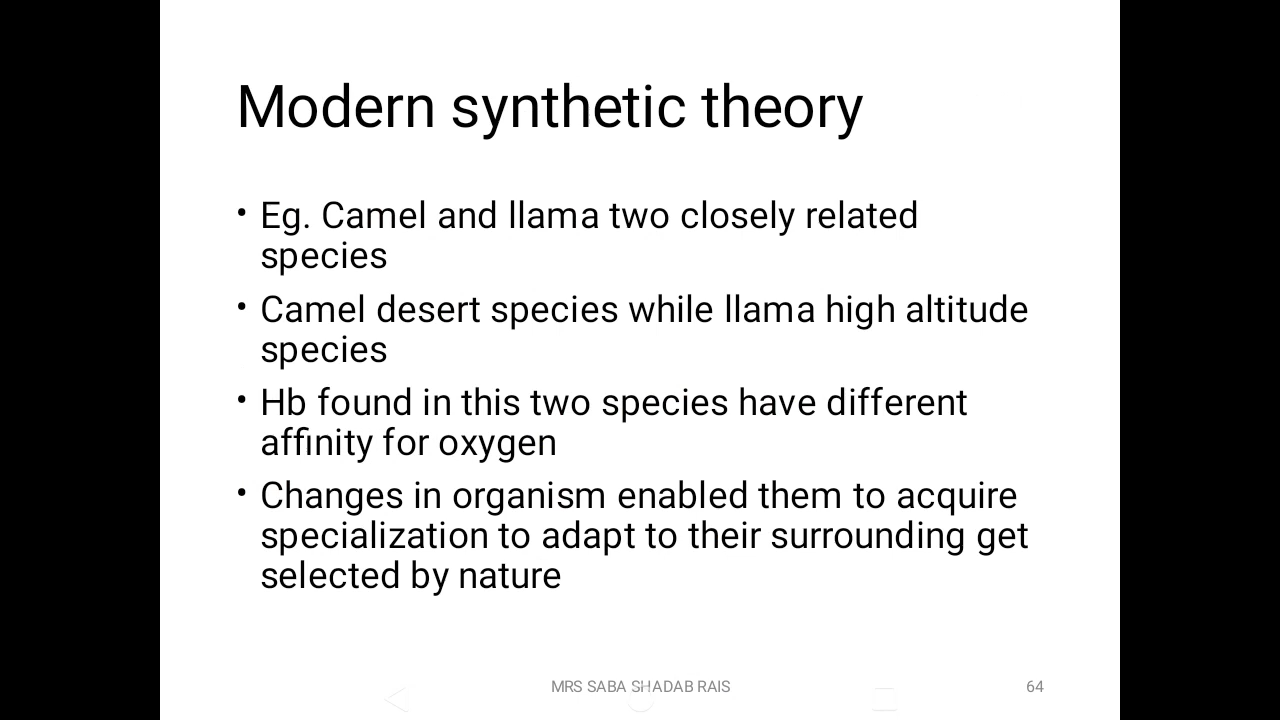 Modern synthetic theory
• Eg. Camel and llama two closely related
species
• Camel desert species while llama high altitude
species
• Hb found in this two species have different
affinity for oxygen
• Changes in organism enabled them to acquire
specialization to adapt to their surrounding get
selected by nature
MRS SABA SHADAB RAIS
64